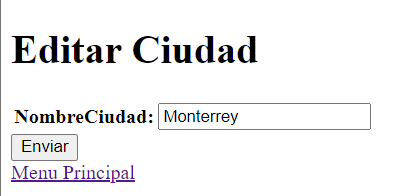 Editar Ciudad
NombreCiudad: Monterrey
Enviar
Menu Principal